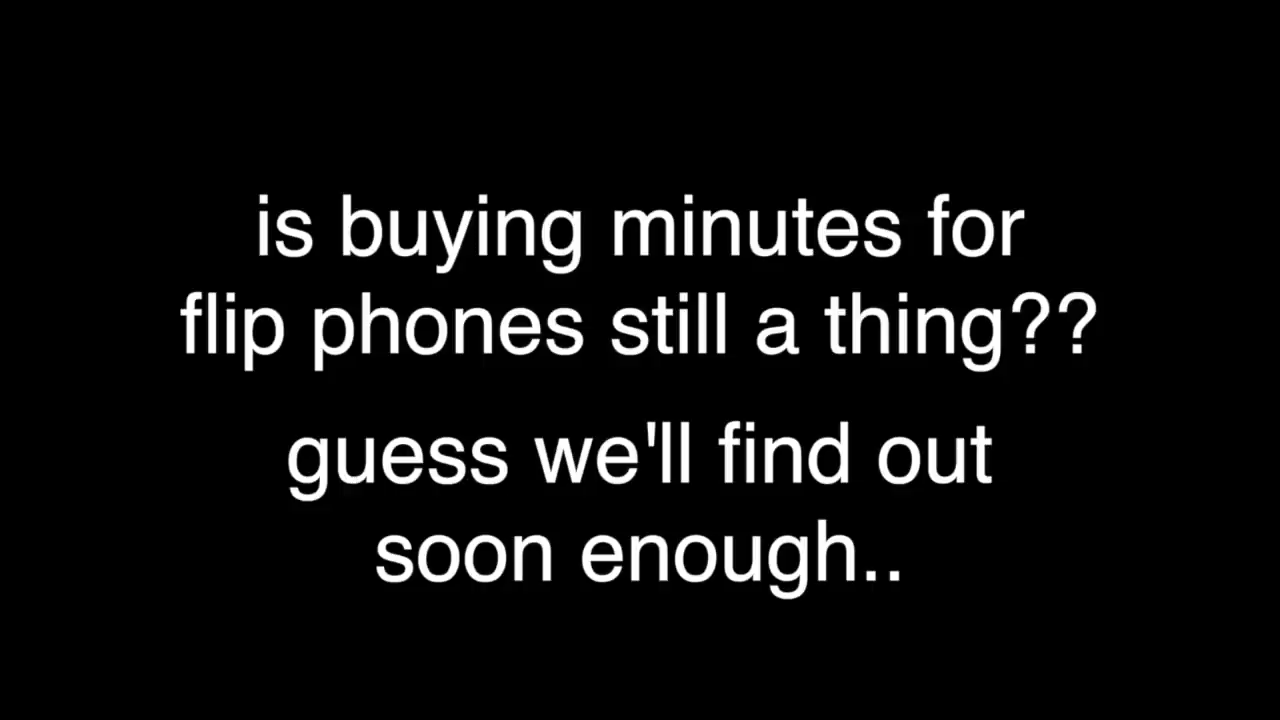 is buying minutes for
flip phones still a thing??
guess we'll find out
soon enough..